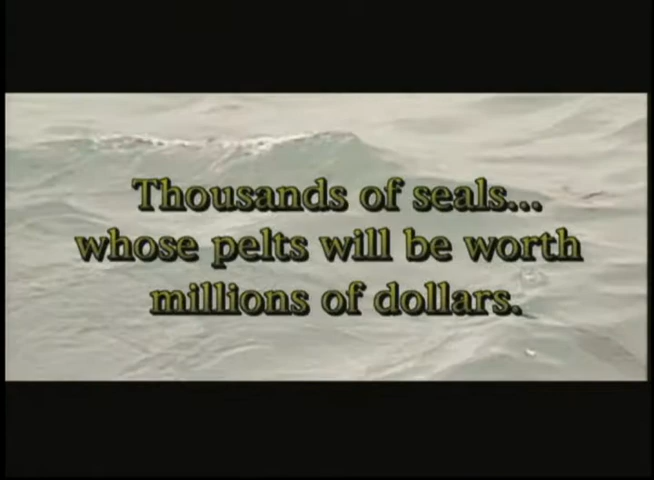 Thousands of seals...
whose pelts will be worth
millions of dollars.